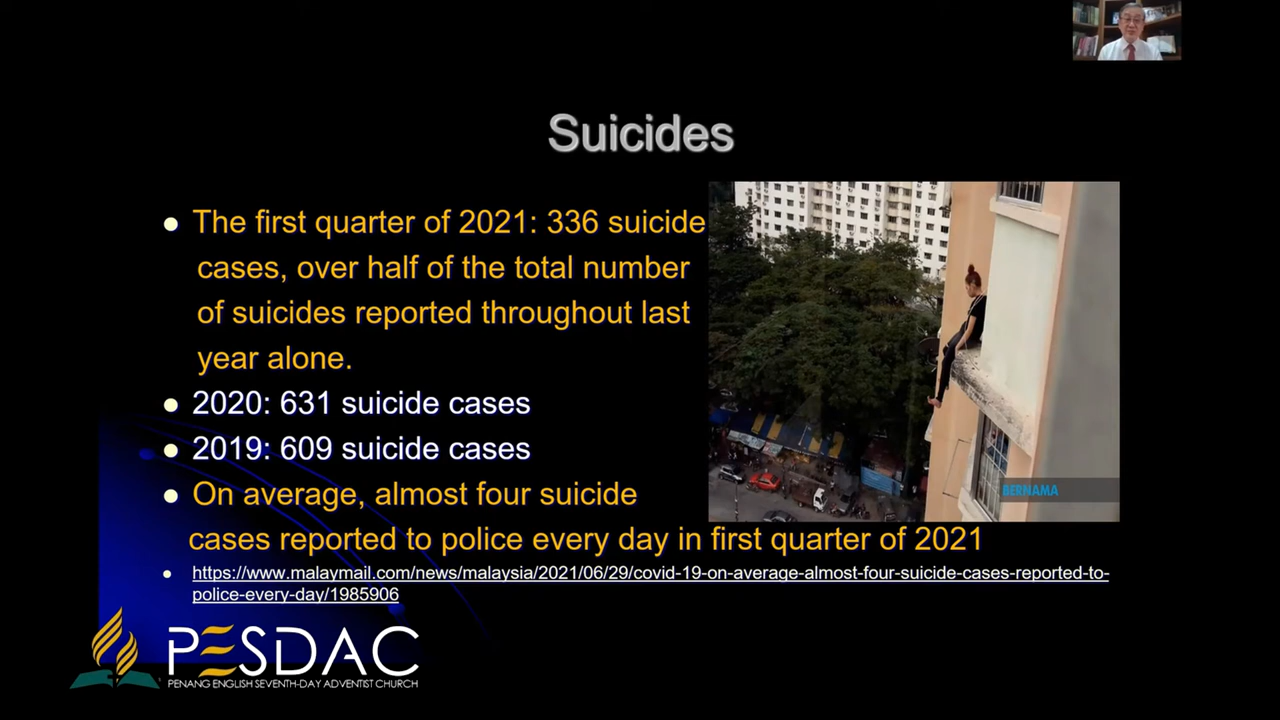 Suicides
● The first quarter of 2021: 336 suicide
cases, over half of the total number
of suicides reported throughout last
year alone.
● 2020: 631 suicide cases
● 2019: 609 suicide cases
● On average, almost four suicide
cases reported to police every day in first quarter of 2021
● https://www.malaymail.com/news/malaysia/2021/06/29/covid-19-on-average-almost-four-suicide-cases-reported-to-
police-every-day/1985906
BERNAMA
PESDAC
PENANG ENGLISH SEVENTH-DAY ADVENTIST CHURCH